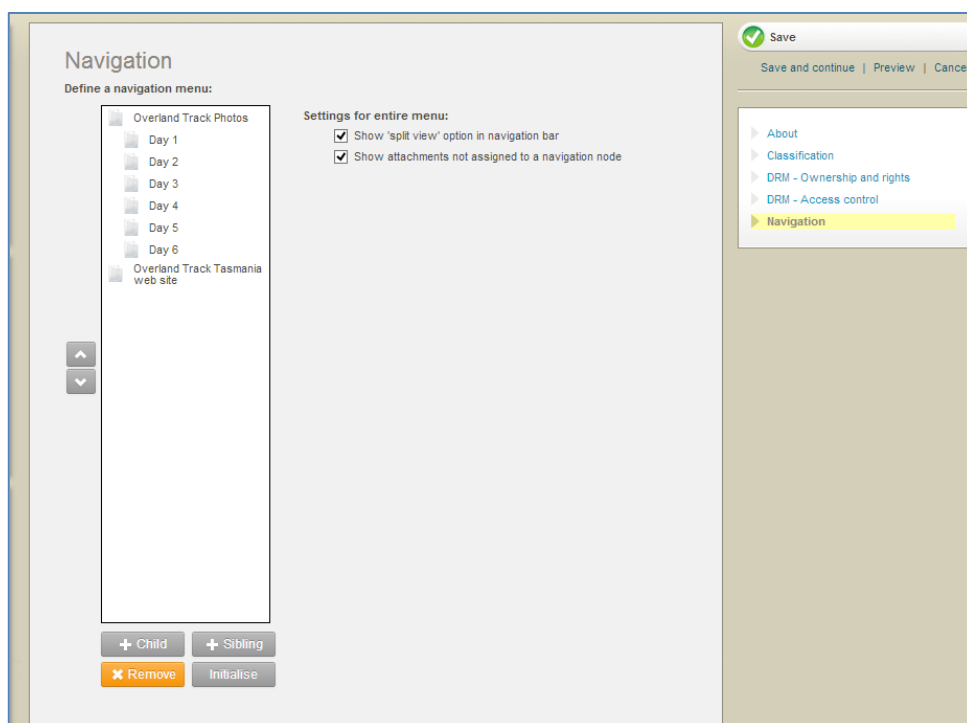 Navigation
Define a navigation menu:
Overland Track Photos
Day 1
Day 2
Day 3
Day 4
Day 5
Day 6
Overland Track Tasmania
web site
Child
Sibling
Remove
Initialise
Settings for entire menu:
Show 'split view' option in navigation bar
Show attachments not assigned to a navigation node
Save
Save and continue | Preview | Cance
About
Classification
DRM - Ownership and rights
DRM - Access control
Navigation